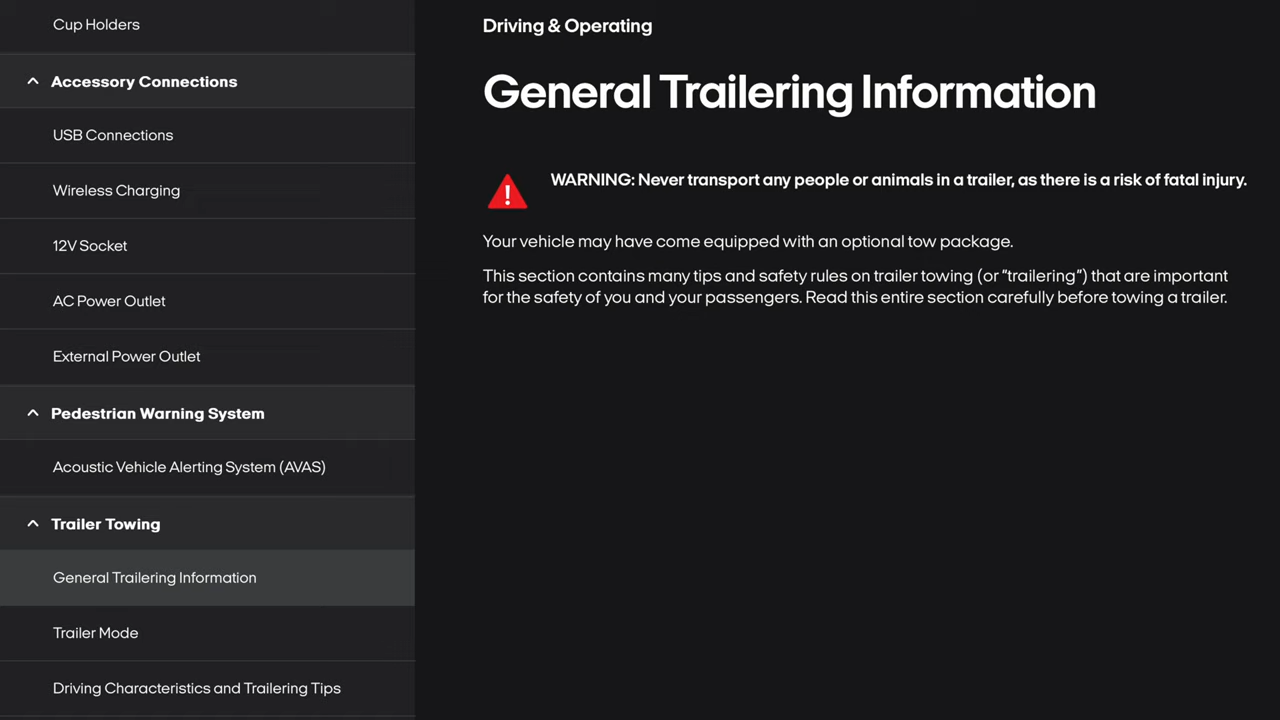 Cup Holders
Accessory Connections
USB Connections
Wireless Charging
12V Socket
AC Power Outlet
External Power Outlet
Pedestrian Warning System
Acoustic Vehicle Alerting System (AVAS)
Trailer Towing
General Trailering Information
Trailer Mode
Driving Characteristics and Trailering Tips
Driving & Operating
General Trailering Information
WARNING: Never transport any people or animals in a trailer, as there is a risk of fatal injury.
Your vehicle may have come equipped with an optional tow package.
This section contains many tips and safety rules on trailer towing (or “trailering”) that are important
for the safety of you and your passengers. Read this entire section carefully before towing a trailer.